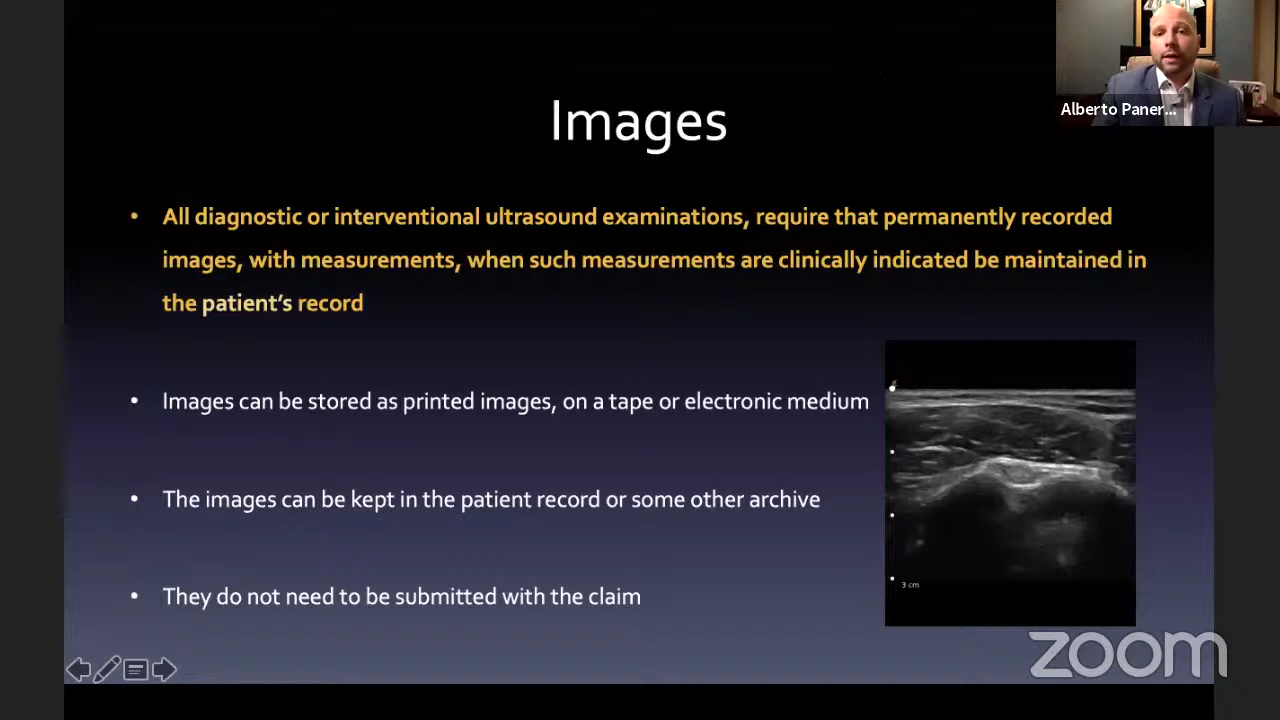 Alberto Paner...
Images
• All diagnostic or interventional ultrasound examinations, require that permanently recorded
images, with measurements, when such measurements are clinically indicated be maintained in
the patient's record
• Images can be stored as printed images, on a tape or electronic medium
• The images can be kept in the patient record or some other archive
• They do not need to be submitted with the claim
3 cm
zoom